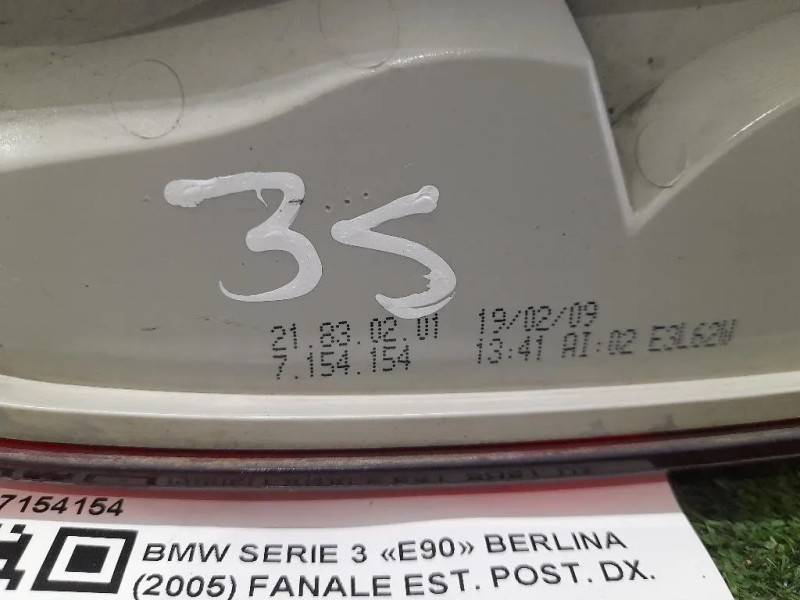 3S
21.83.02.01 19/02/09
7.154.154 13:41 AI:02 E3L62W
7154154
BMW SERIE 3 «E90» BERLINA
(2005) FANALE EST. POST. DX.